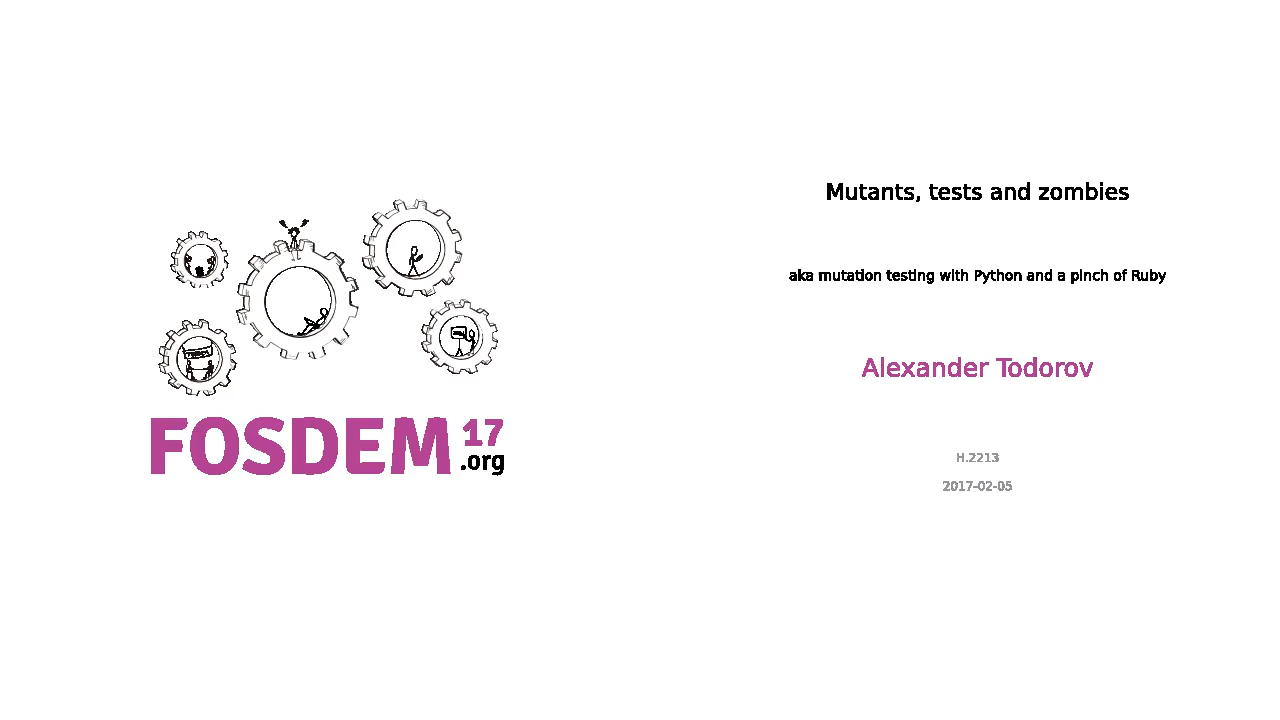 FOSDEM 17
.org
Mutants, tests and zombies
aka mutation testing with Python and a pinch of Ruby
Alexander Todorov
H.2213
2017-02-05